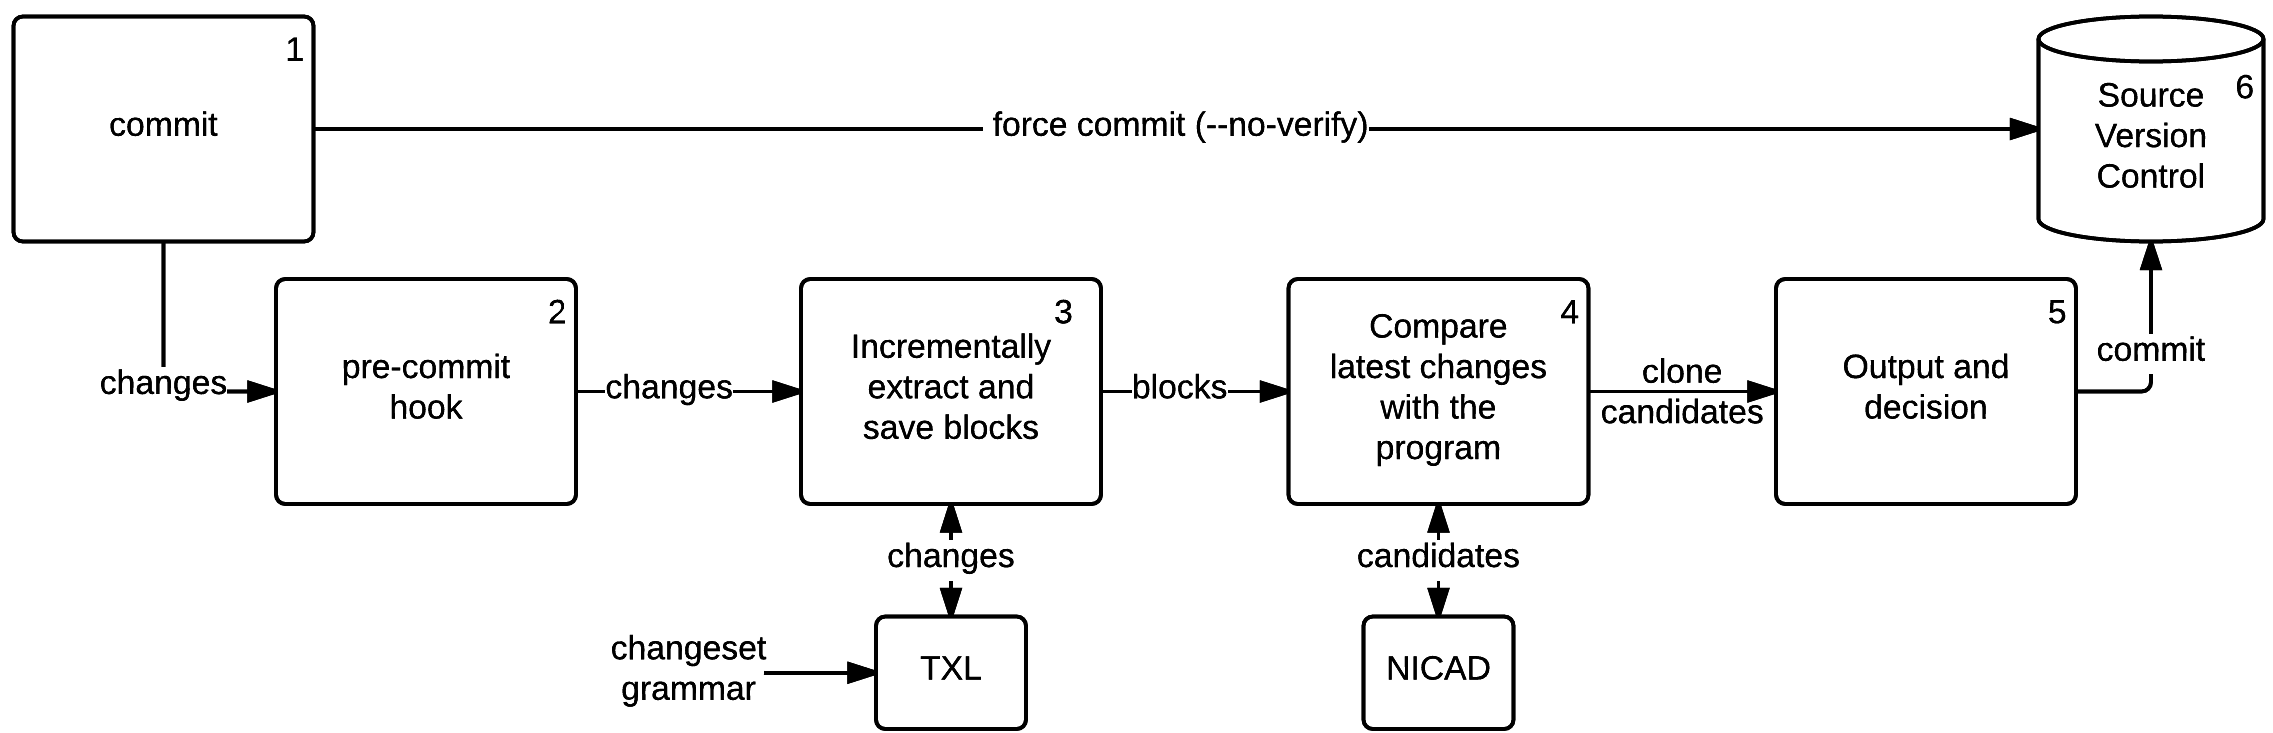 1
commit
force commit (--no-verify)
6
Source
Version
Control
changes
2
pre-commit
hook
changes
3
Incrementally
extract and
save blocks
blocks
4
Compare
latest changes
with the
program
clone
candidates
5
Output and
decision
commit
changes
candidates
changeset
grammar
TXL
NICAD